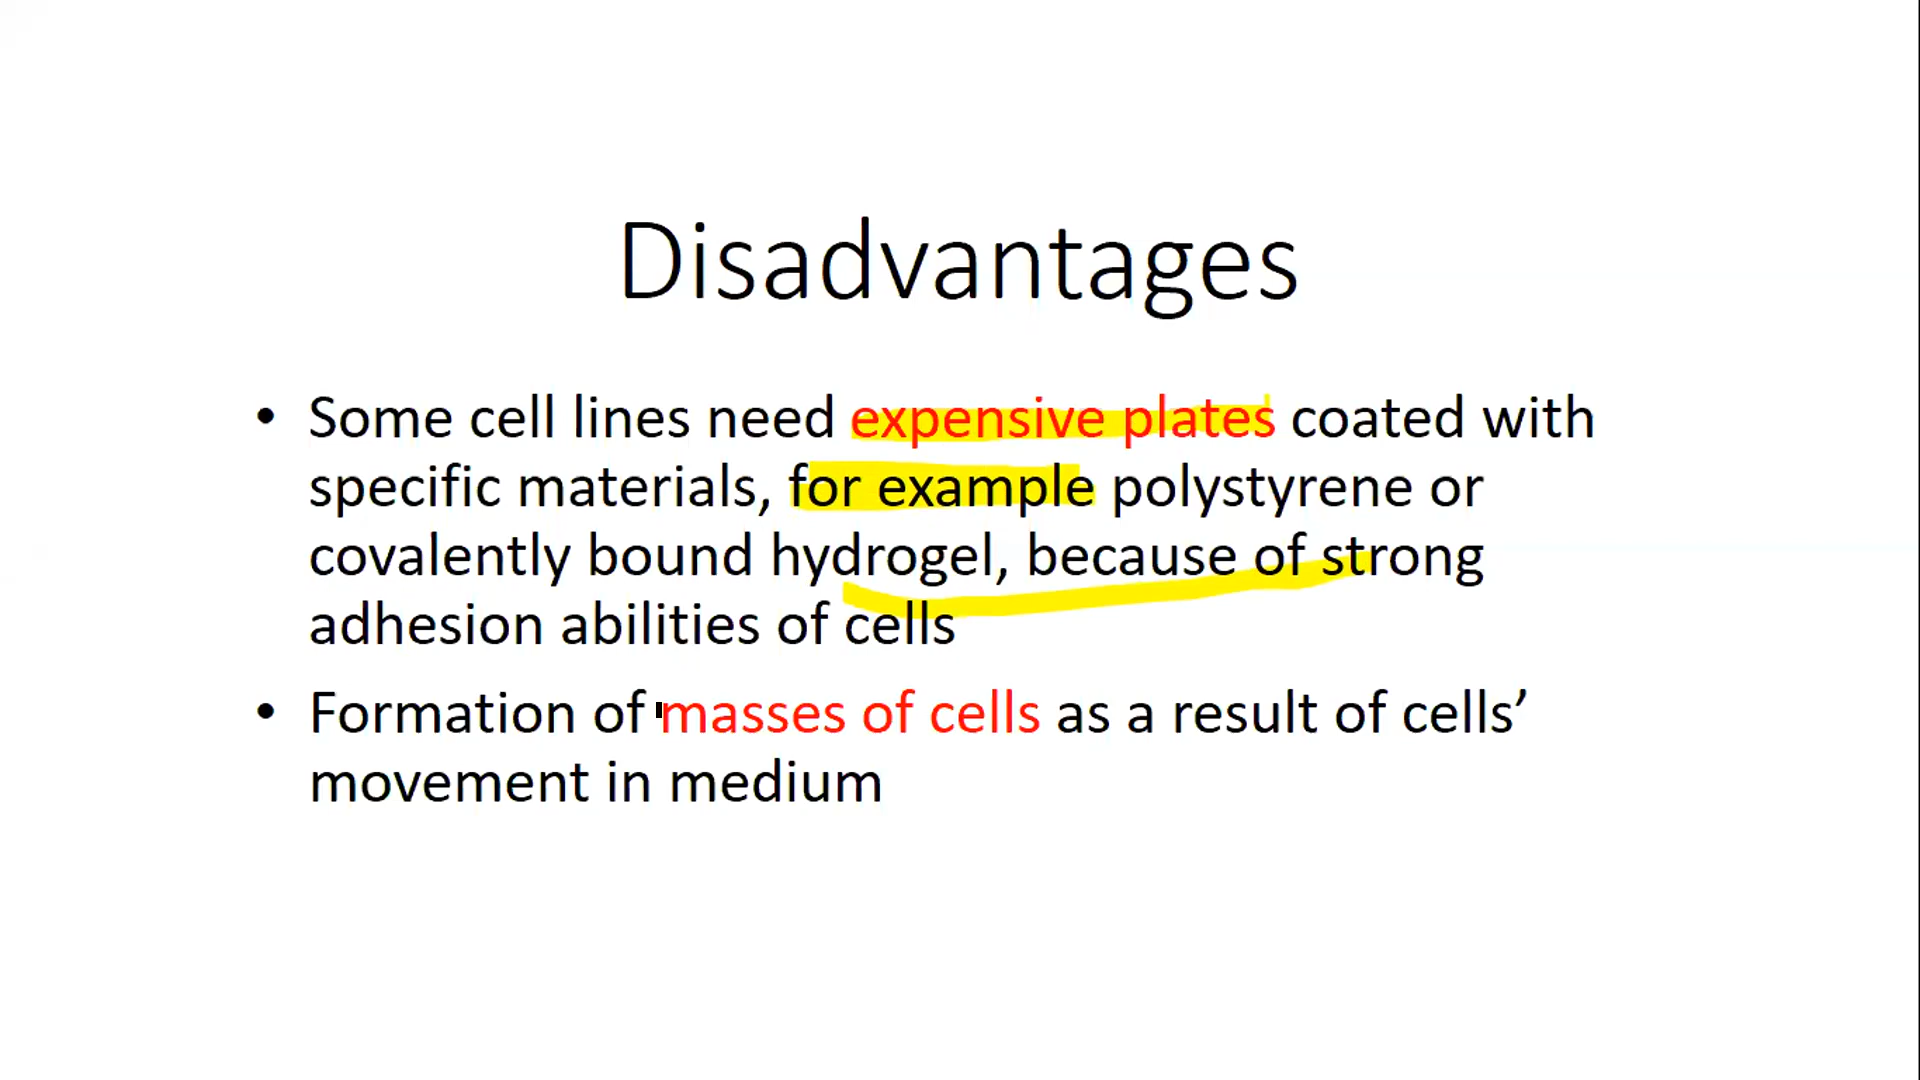 Disadvantages
• Some cell lines need expensive plates coated with
specific materials, for example polystyrene or
covalently bound hydrogel, because of strong
adhesion abilities of cells
• Formation of masses of cells as a result of cells’
movement in medium